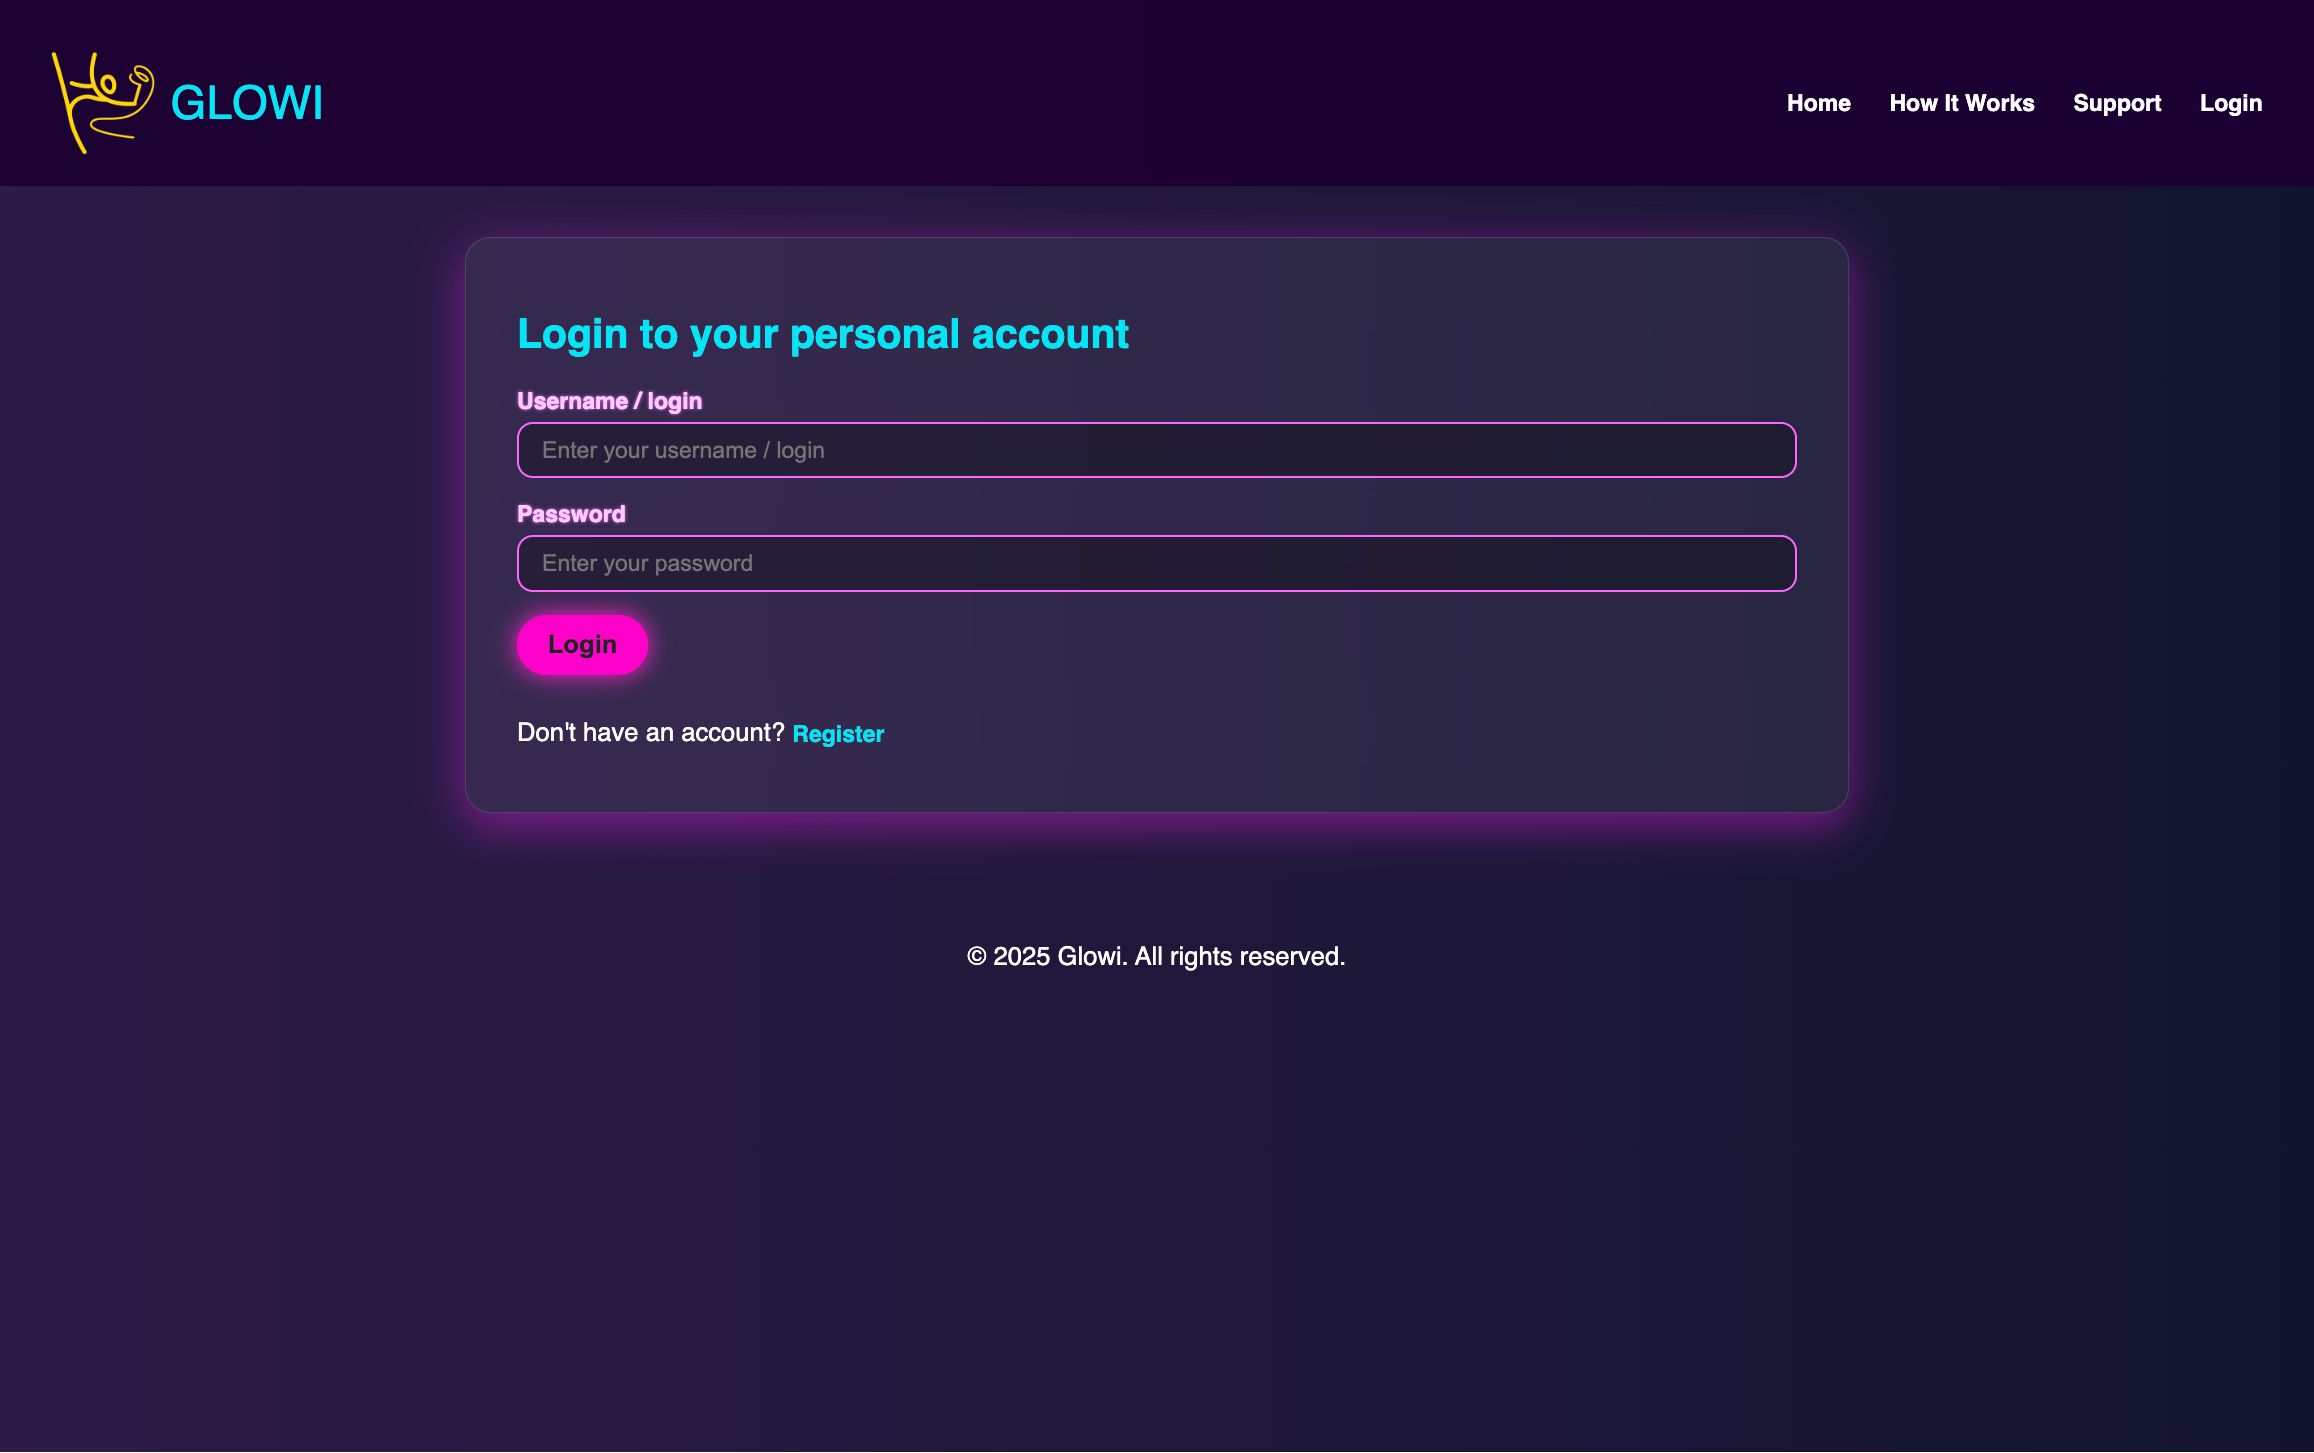 GLOWI
Home How It Works Support Login
Login to your personal account
Username / login
Enter your username / login
Password
Enter your password
Login
Don't have an account? Register
© 2025 Glowi. All rights reserved.